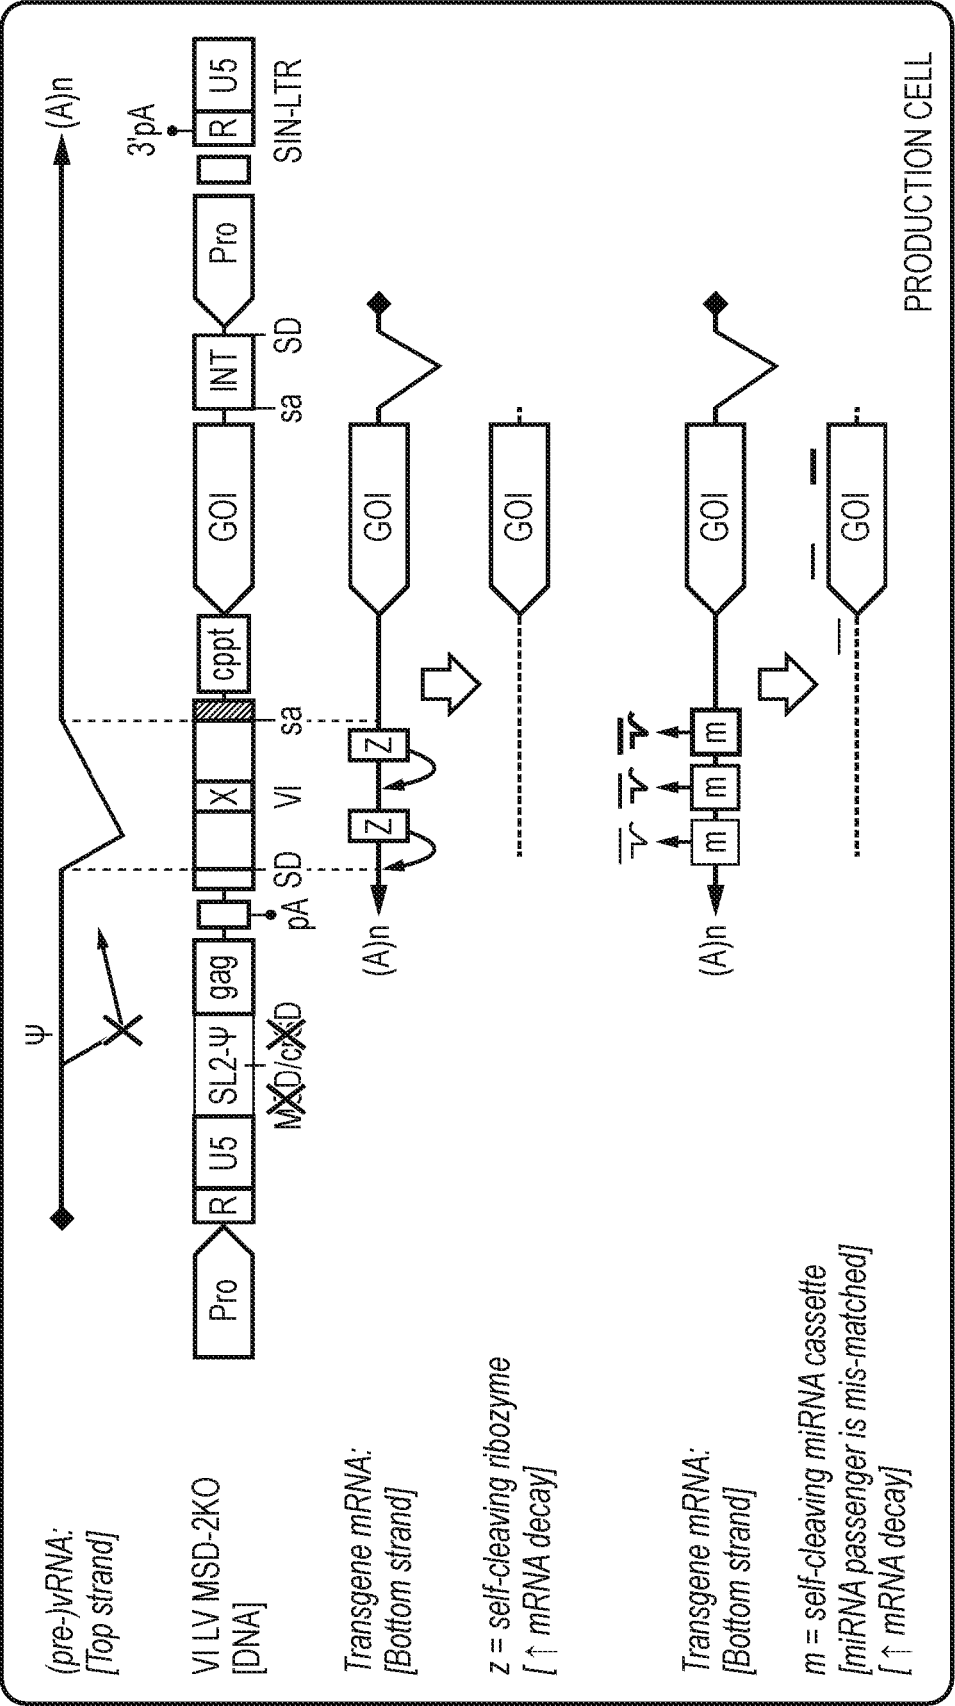 (pre-)vRNA:
[Top strand]
Ψ
(A)n
VI LV MSD-2KO
[DNA]
Pro
R
U5
SL2-Ψ
gag
X
cppt
GOI
INT
Pro
R
U5
3'pA
MSD/crSD
pA
SD
VI
sa
sa
SD
SIN-LTR
Transgene mRNA:
[Bottom strand]
(A)n
Z
Z
GOI
z = self-cleaving ribozyme
[↑ mRNA decay]
GOI
Transgene mRNA:
[Bottom strand]
(A)n
m
m
m
GOI
m = self-cleaving miRNA cassette
[miRNA passenger is mis-matched]
[↑ mRNA decay]
GOI
PRODUCTION CELL